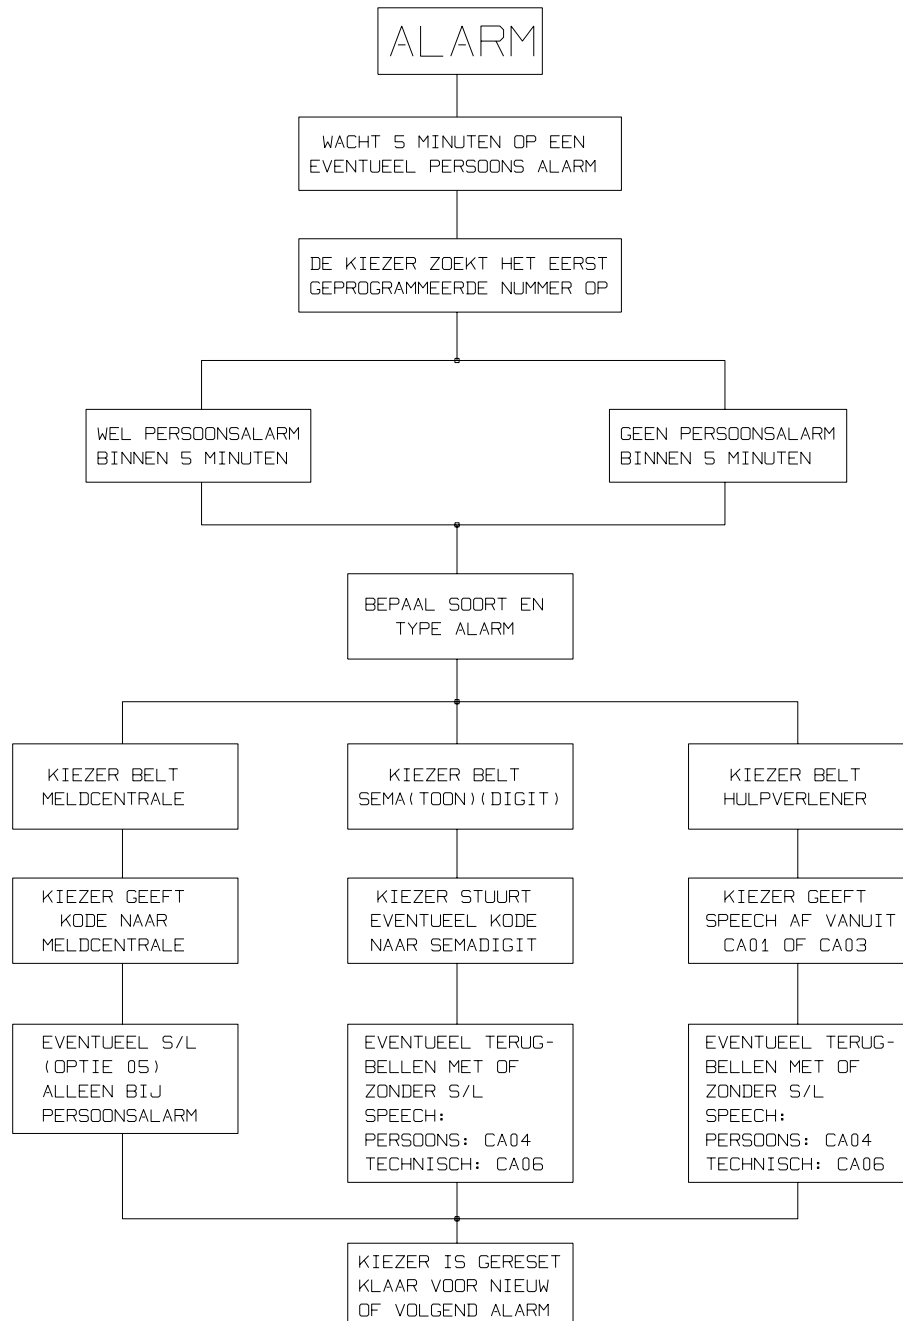 ALARM
WACHT 5 MINUTEN OP EEN
EVENTUEEL PERSOONS ALARM
DE KIEZER ZOEKT HET EERST
GEPROGRAMMEERDE NUMMER OP
WEL PERSOONSALARM
BINNEN 5 MINUTEN
GEEN PERSOONSALARM
BINNEN 5 MINUTEN
BEPAAL SOORT EN
TYPE ALARM
KIEZER BELT
MELDCENTRALE
KIEZER BELT
SEMA(TOON)(DIGIT)
KIEZER BELT
HULPVERLENER
KIEZER GEEFT
KODE NAAR
MELDCENTRALE
KIEZER STUURT
EVENTUEEL KODE
NAAR SEMADIGIT
KIEZER GEEFT
SPEECH AF VANUIT
CA01 OF CA03
EVENTUEEL S/L
(OPTIE 05)
ALLEEN BIJ
PERSOONSALARM
EVENTUEEL TERUG-
BELLEN MET OF
ZONDER S/L
SPEECH:
PERSOONS: CA04
TECHNISCH: CA06
EVENTUEEL TERUG-
BELLEN MET OF
ZONDER S/L
SPEECH:
PERSOONS: CA04
TECHNISCH: CA06
KIEZER IS GERESET
KLAAR VOOR NIEUW
OF VOLGEND ALARM